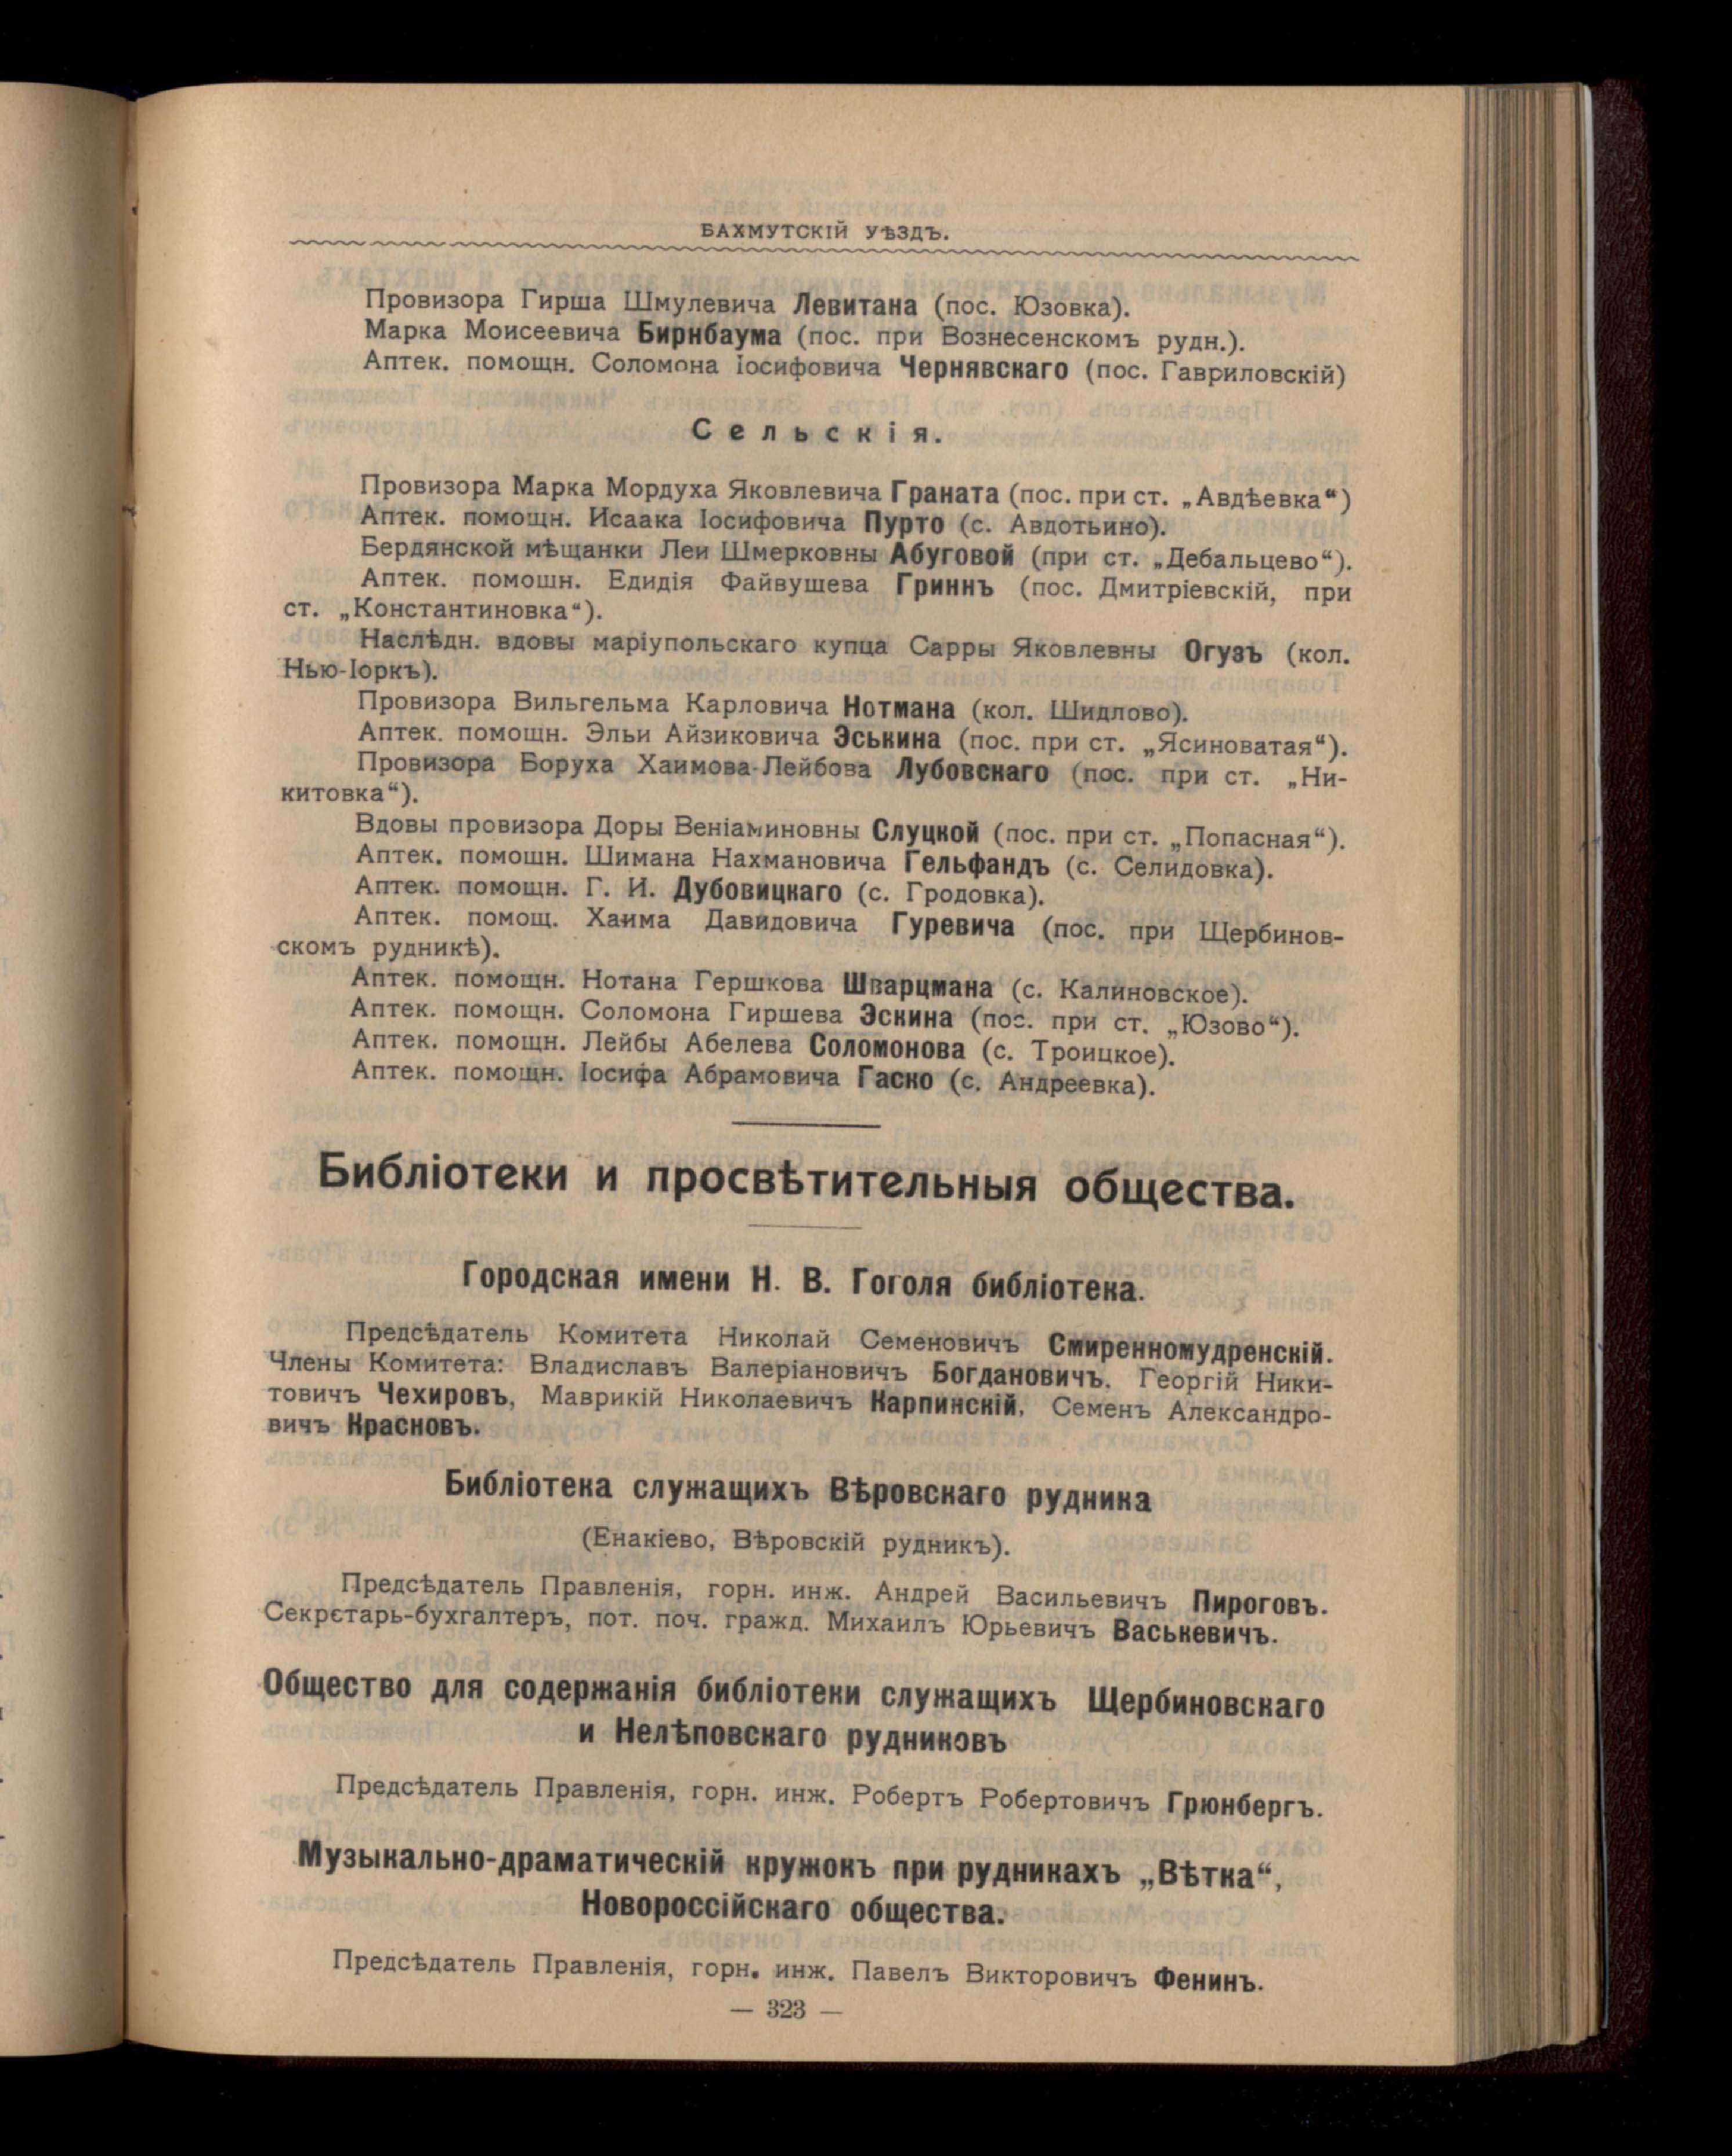 БАХМУТСКІЙ УѢЗДЪ.
Провизора Гирша Шмулевича Левитана (пос. Юзовка).
Марка Моисеевича Бирнбаума (пос. при Вознесенскомъ рудн.).
Аптек. помощн. Соломона Іосифовича Чернявскаго (пос. Гавриловскій)
Сельскія.
Провизора Марка Мордуха Яковлевича Граната (пос. при ст. „Авдѣевка“)
Аптек. помощн. Исаака Іосифовича Пурто (с. Авдотьино).
Бердянской мѣщанки Леи Шмерковны Абуговой (при ст. „Дебальцево“).
Аптек. помошн. Едидія Файвушева Гриннъ (пос. Дмитріевскій, при
ст. „Константиновка“).
Наслѣдн. вдовы маріупольскаго купца Сарры Яковлевны Огузъ (кол.
Нью-Іоркъ).
Провизора Вильгельма Карловича Нотмана (кол. Шидлово).
Аптек. помощн. Эльи Айзиковича Эськина (пос. при ст. „Ясиноватая“).
Провизора Боруха Хаимова-Лейбова Лубовскаго (пос. при ст. „Ни-
китовка“).
Вдовы провизора Доры Веніаминовны Слуцкой (пос. при ст. „Попасная“).
Аптек. помощн. Шимана Нахмановича Гельфандъ (с. Селидовка).
Аптек. помощн. Г. И. Дубовицкаго (с. Гродовка).
Аптек. помощ. Хаима Давидовича Гуревича (пос. при Щербинов-
скомъ рудникѣ).
Аптек. помощн. Нотана Гершкова Шварцмана (с. Калиновское).
Аптек. помощн. Соломона Гиршева Эскина (пос. при ст. „Юзово“).
Аптек. помощн. Лейбы Абелева Соломонова (с. Троицкое).
Аптек. помощн. Іосифа Абрамовича Гаско (с. Андреевка).
Библіотеки и просвѣтительныя общества.
Городская имени Н. В. Гоголя библіотека.
Предсѣдатель Комитета Николай Семеновичъ Смиренномудренскій.
Члены Комитета: Владиславъ Валеріановичъ Богдановичъ. Георгій Ники-
товичъ Чехировъ, Маврикій Николаевичъ Карпинскій, Семенъ Александро-
вичъ Красновъ.
Библіотека служащихъ Вѣровскаго рудника
(Енакіево, Вѣровскій рудникъ).
Предсѣдатель Правленія, горн. инж. Андрей Васильевичъ Пироговъ.
Секретарь-бухгалтеръ, пот. поч. гражд. Михаилъ Юрьевичъ Васькевичъ.
Общество для содержанія библіотеки служащихъ Щербиновскаго
и Нелѣповскаго рудниковъ
Предсѣдатель Правленія, горн. инж. Робертъ Робертовичъ Грюнбергъ.
Музыкально-драматическій кружокъ при рудникахъ „Вѣтка“,
Новороссійскаго общества.
Предсѣдатель Правленія, горн. инж. Павелъ Викторовичъ Фенинъ.
— 323 —